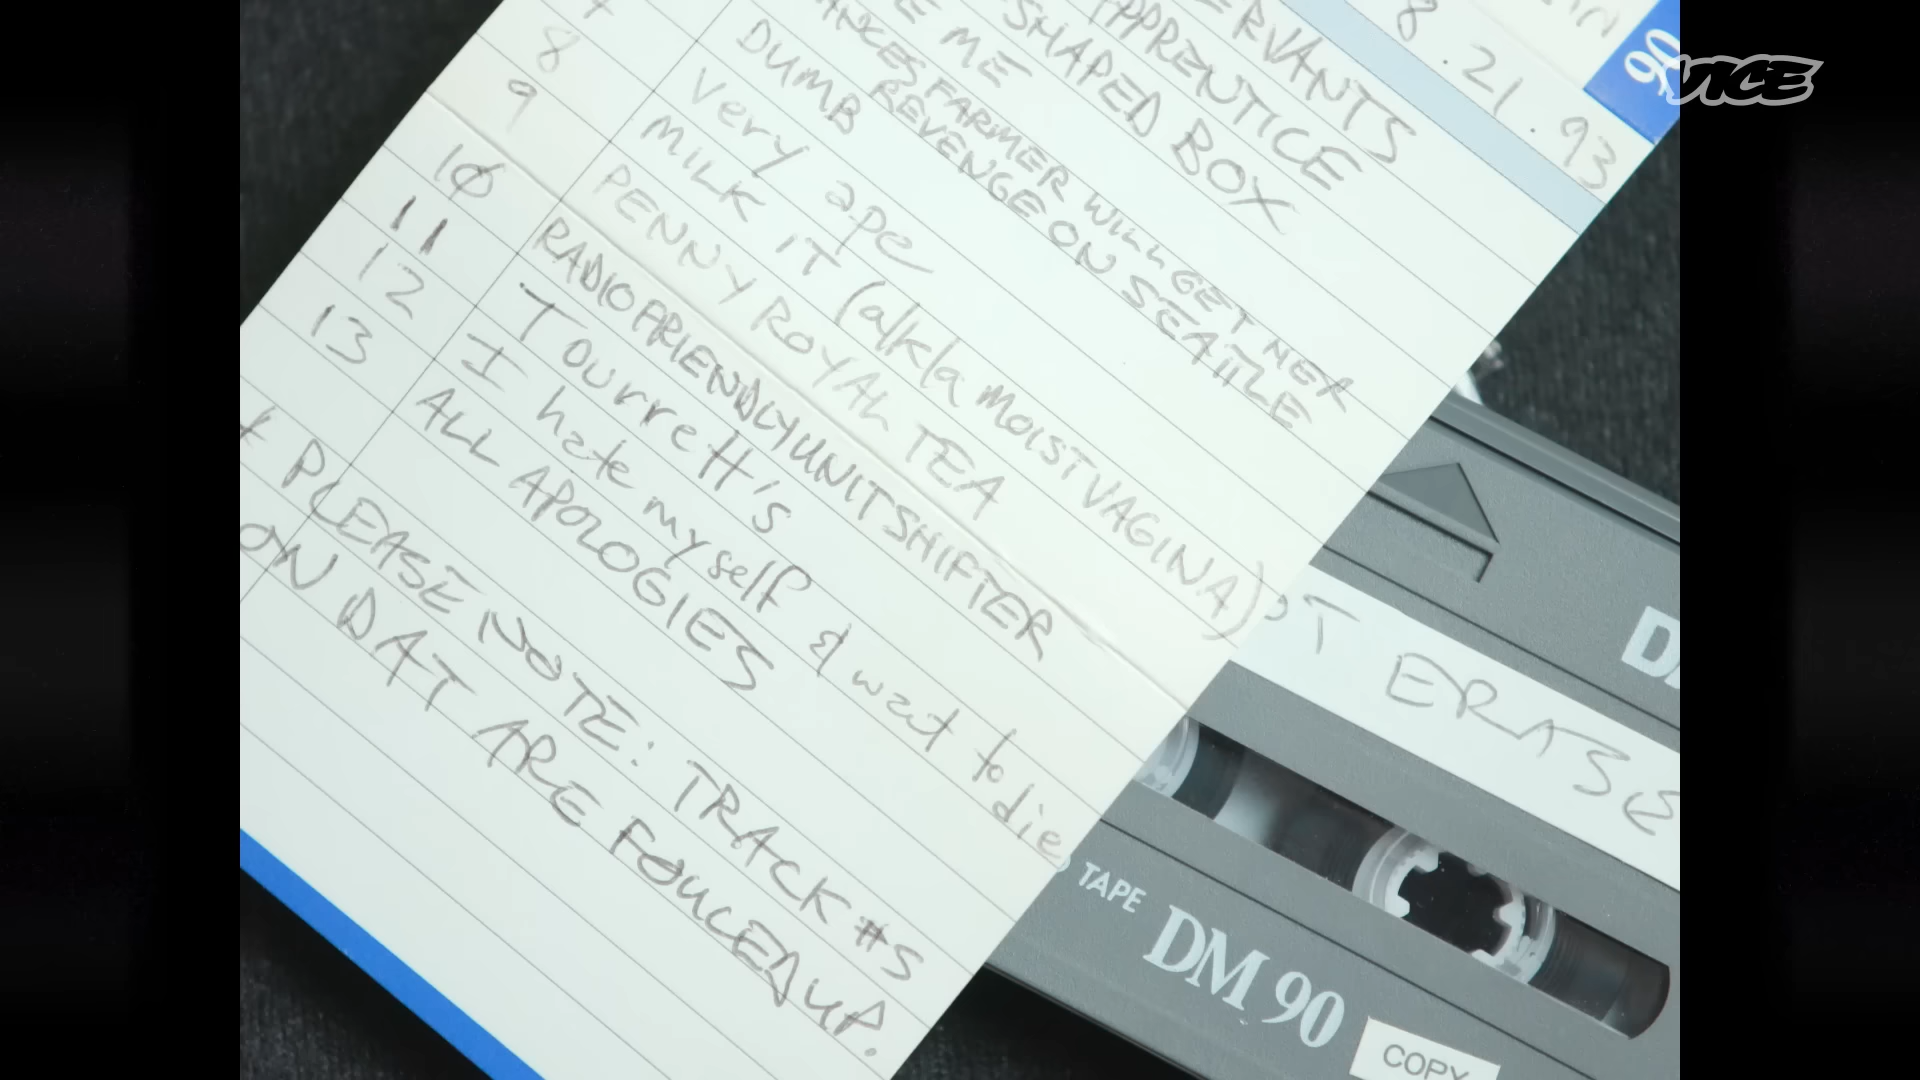 8.21.93
90
VICE
ERVANTS
APPRENTICE
SHAPED BOX
E ME
FARMER WILL GET HER
REVENGE ON SEATTLE
DUMB
8 very ape
9 MILK IT (alkla MOIST VAGINA)
PENNY ROYAL TEA
10 RADIO FRIENDLY UNIT SHIFTER
11 Tourrett's
12 I hate myself & want to die
13 ALL APOLOGIES
* PLEASE NOTE: TRACK #S
ON DAT ARE FOUCED UP.
OT ERASE
TAPE
DM 90
COPY